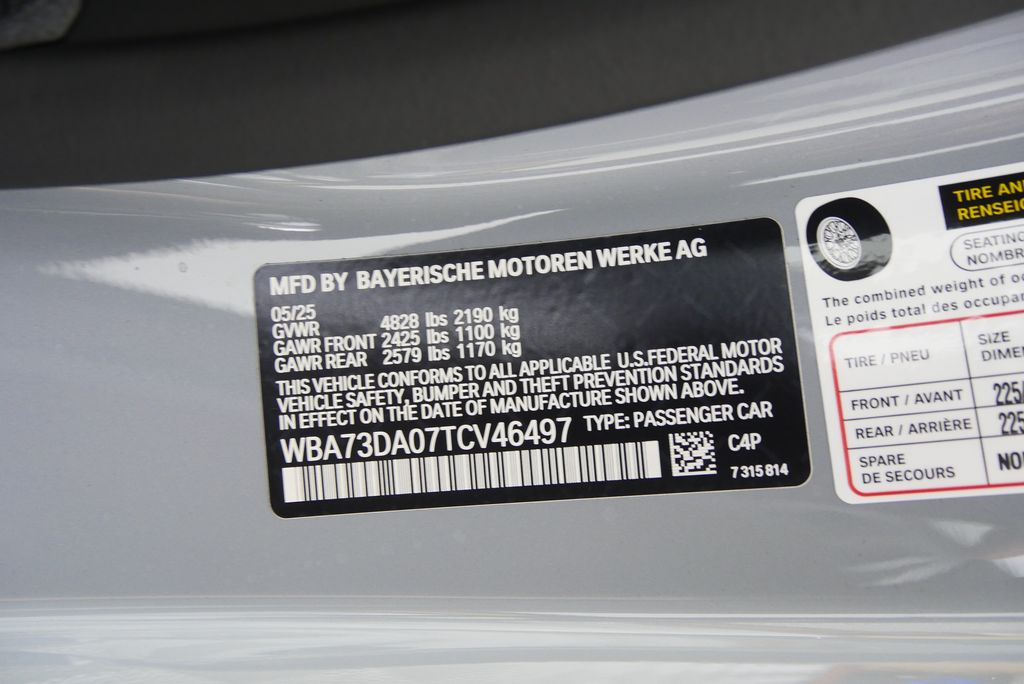 MFD BY BAYERISCHE MOTOREN WERKE AG
05/25
GVWR 4828 lbs 2190 kg
GAWR FRONT 2425 lbs 1100 kg
GAWR REAR 2579 lbs 1170 kg
THIS VEHICLE CONFORMS TO ALL APPLICABLE U.S.FEDERAL MOTOR
VEHICLE SAFETY, BUMPER AND THEFT PREVENTION STANDARDS
IN EFFECT ON THE DATE OF MANUFACTURE SHOWN ABOVE.
WBA73DA07TCV46497 TYPE: PASSENGER CAR
C4P
7 315 814
TIRE AN
RENSEI
SEATING
NOMBR
The combined weight of oc
Le poids total des occupan
TIRE / PNEU SIZE
DIME
FRONT / AVANT 225
REAR / ARRIÈRE 225
SPARE
DE SECOURS NO